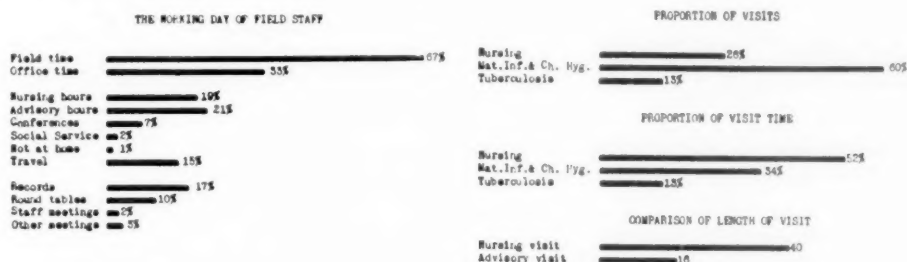 THE WORKING DAY OF FIELD STAFF
Field time 67%
Office time 33%
Nursing hours 19%
Advisory hours 21%
Conferences 7%
Social Service 2%
Not at home 1%
Travel 15%
Records 17%
Round tables 10%
Staff meetings 2%
Other meetings 3%
PROPORTION OF VISITS
Nursing 26%
Mat.Inf.& Ch. Hyg. 60%
Tuberculosis 13%
PROPORTION OF VISIT TIME
Nursing 52%
Mat.Inf.& Ch. Hyg. 34%
Tuberculosis 13%
COMPARISON OF LENGTH OF VISIT
Nursing visit 40
Advisory visit 16